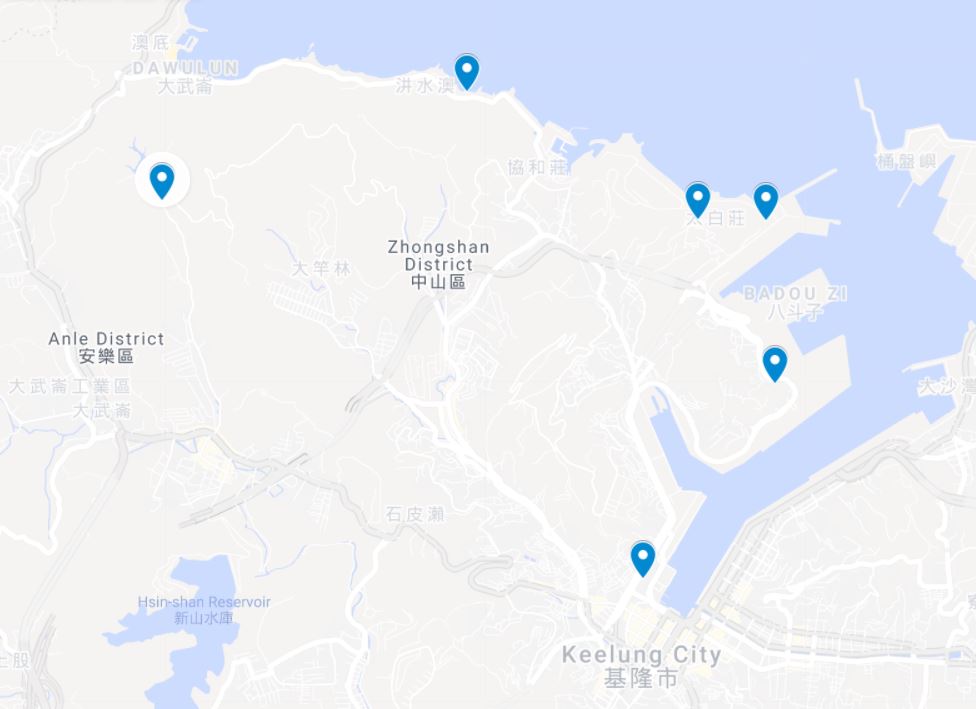 澳底
DAWULUN
大武崙
洪水澳
協和莊
桶盤嶼
太白莊
Zhongshan
District
中山區
大竿林
BADOU ZI
八斗子
Anle District
安樂區
大武崙工業區
大武崙
大沙灣
石皮瀨
Hsin-shan Reservoir
新山水庫
Keelung City
基隆市